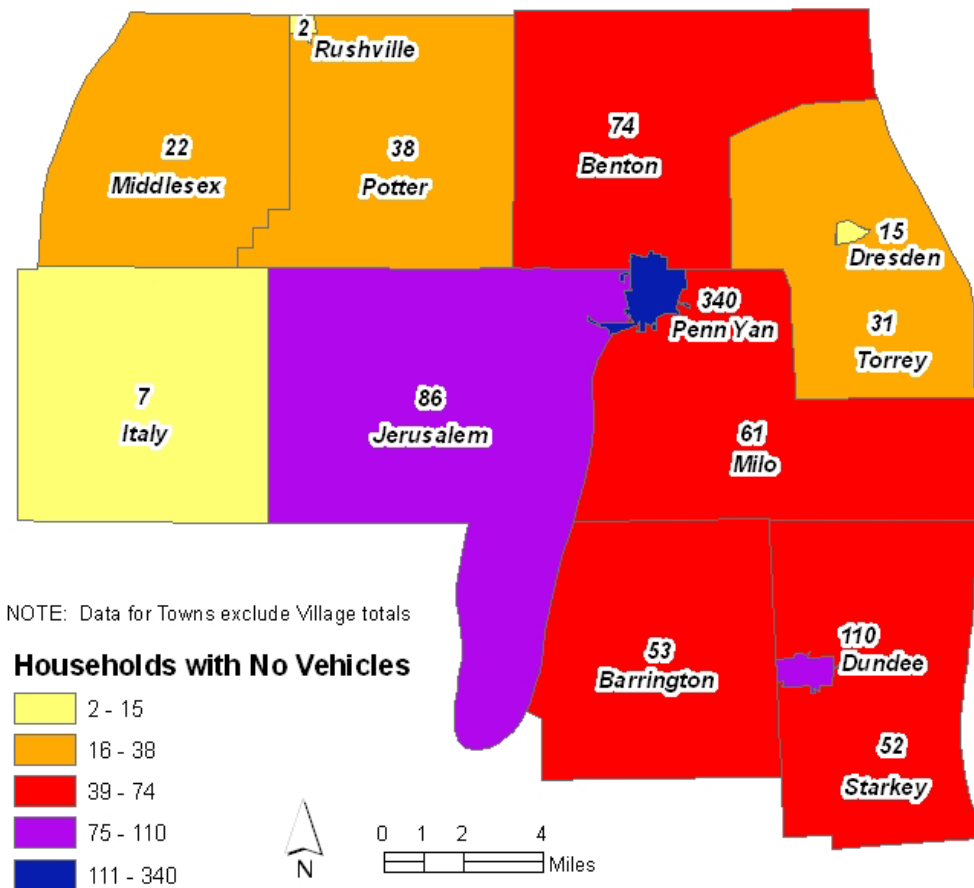 2
Rushville
22
Middlesex
38
Potter
74
Benton
15
Dresden
340
Penn Yan
31
Torrey
7
Italy
86
Jerusalem
61
Milo
53
Barrington
110
Dundee
52
Starkey
NOTE: Data for Towns exclude Village totals
Households with No Vehicles
2 - 15
16 - 38
39 - 74
75 - 110
111 - 340
N
0 1 2 4
Miles